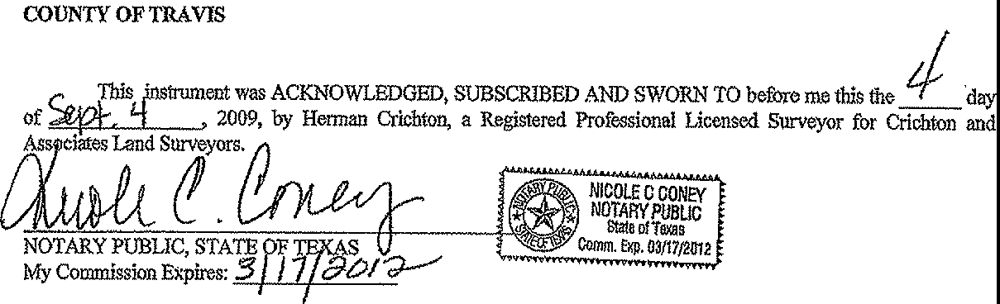 COUNTY OF TRAVIS
This instrument was ACKNOWLEDGED, SUBSCRIBED AND SWORN TO before me this the 4 day
of Sept. 4, 2009, by Herman Crichton, a Registered Professional Licensed Surveyor for Crichton and
Associates Land Surveyors.
Nicole C. Coney
NOTARY PUBLIC, STATE OF TEXAS
My Commission Expires: 3/17/2012
NOTARY PUBLIC
STATE OF TEXAS
NICOLE C CONEY
NOTARY PUBLIC
State of Texas
Comm. Exp. 03/17/2012